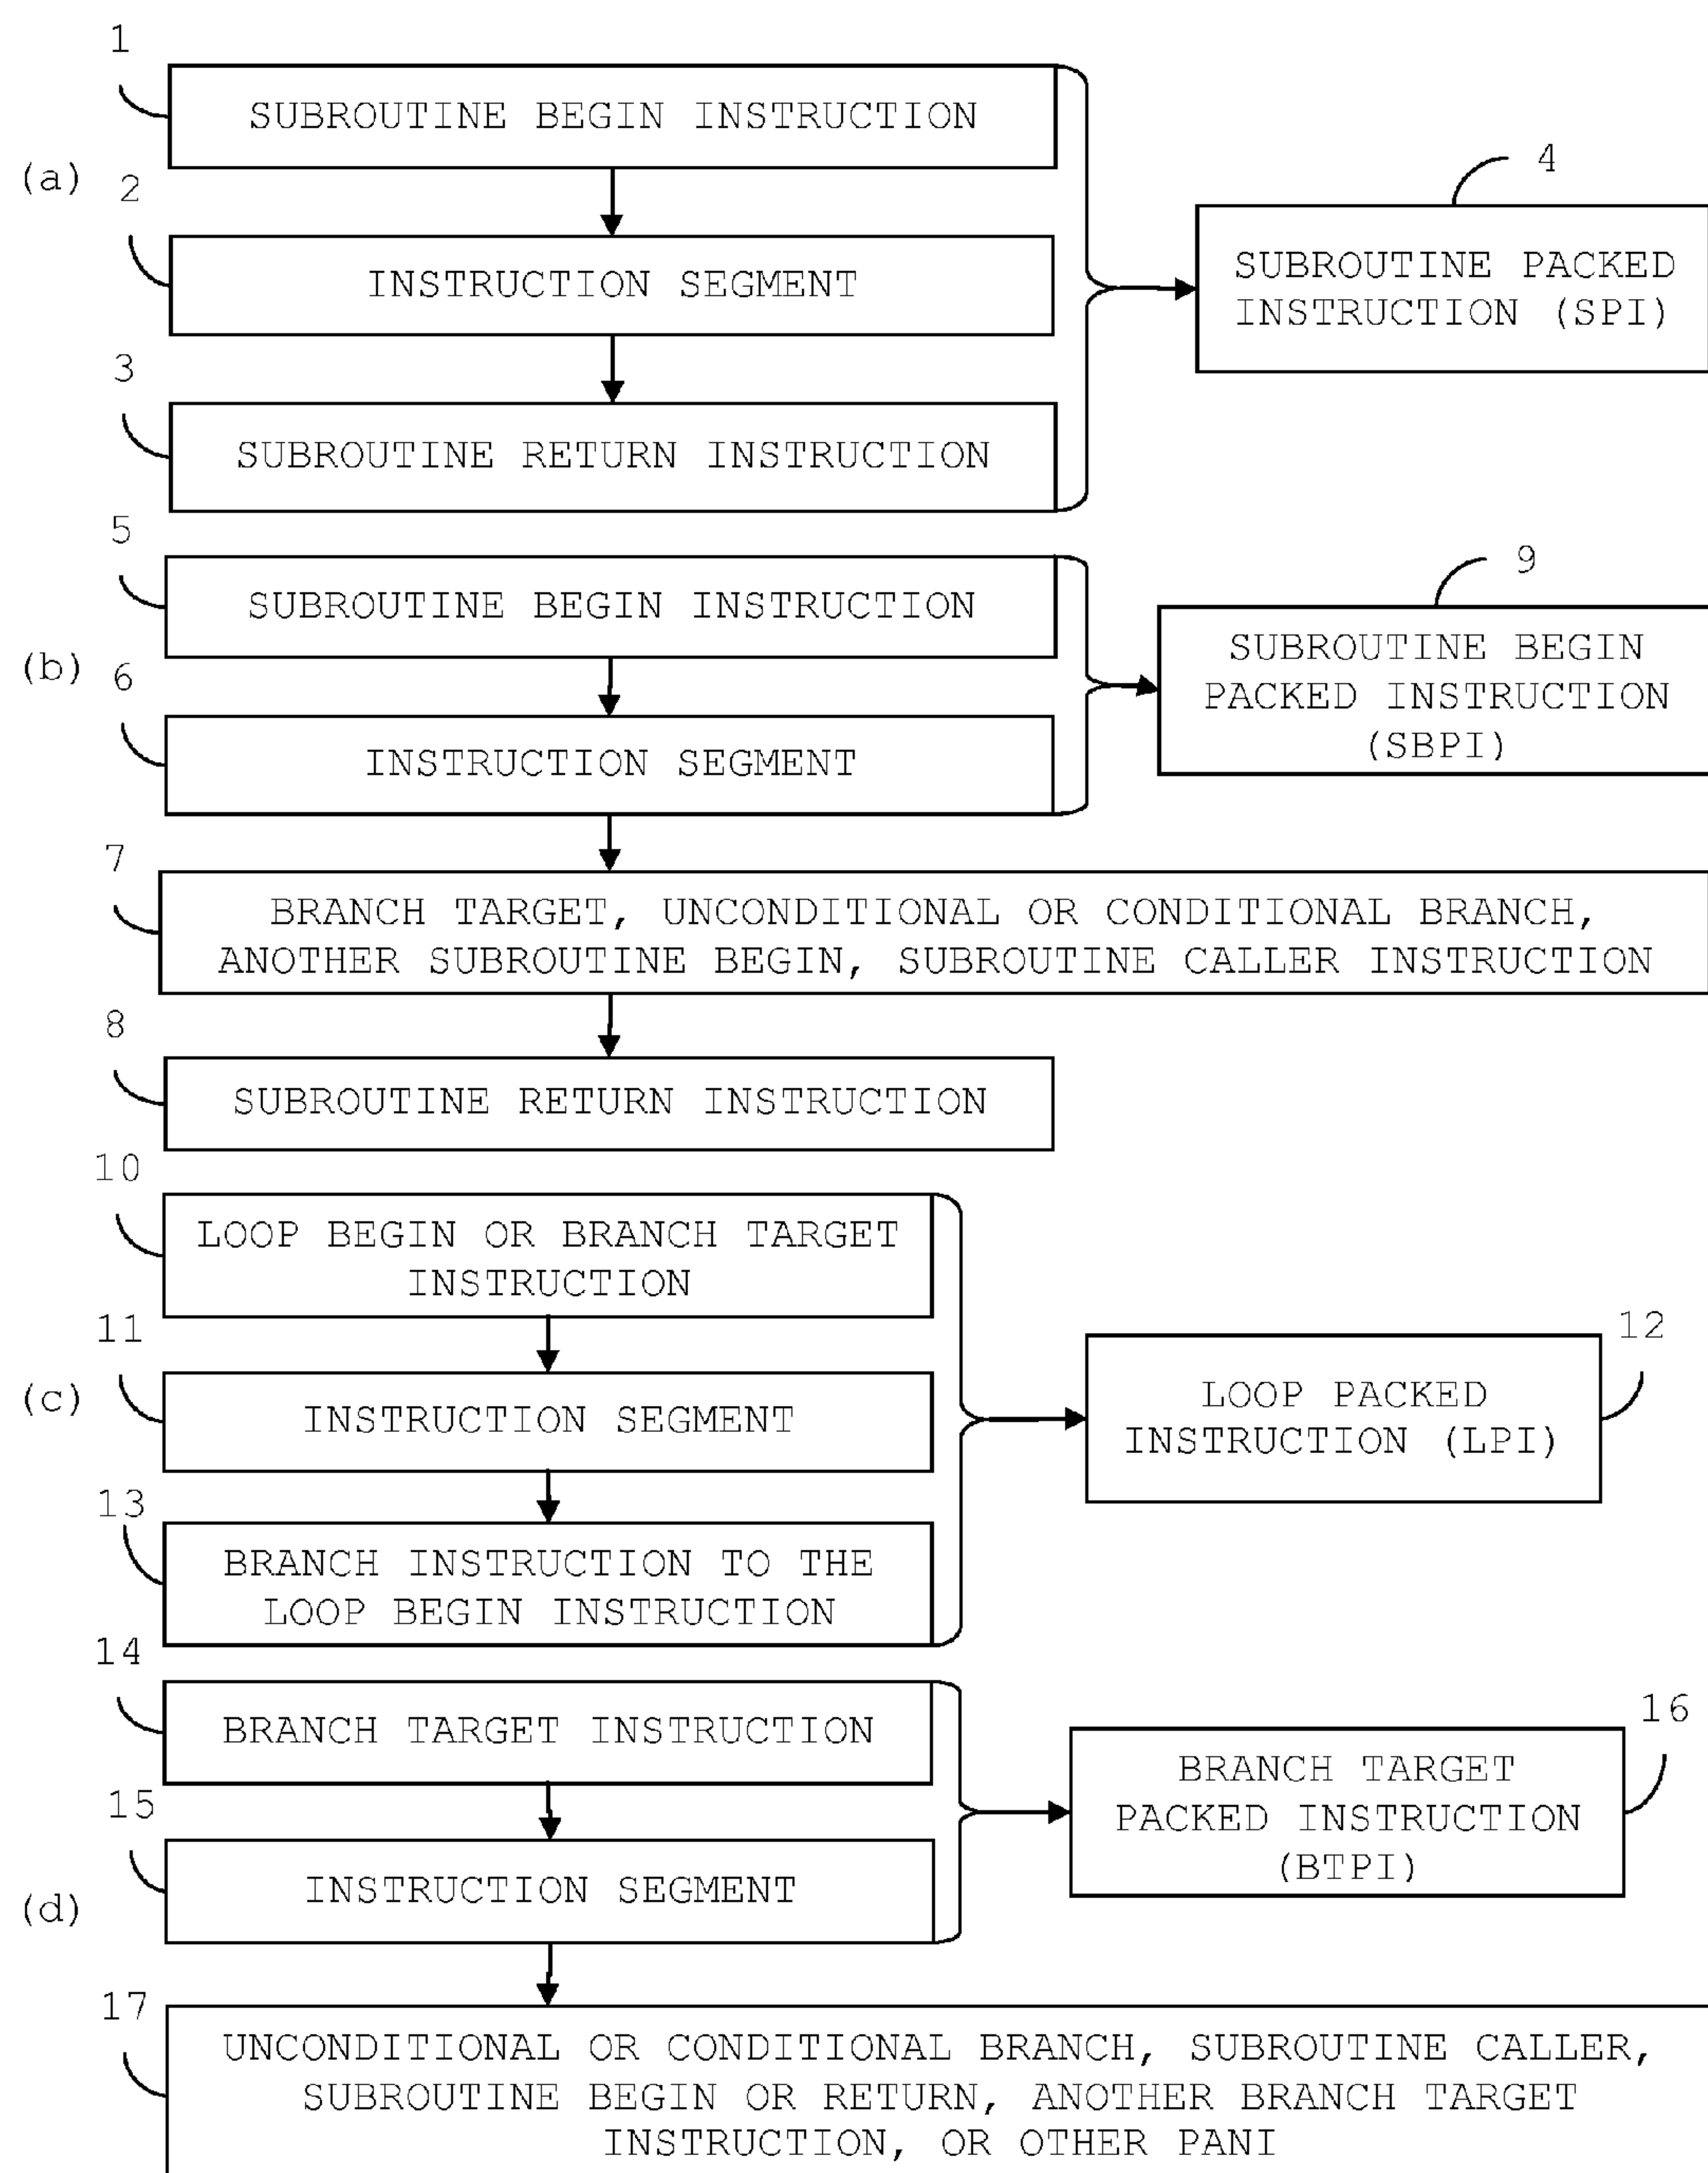 1
SUBROUTINE BEGIN INSTRUCTION
(a)
2
INSTRUCTION SEGMENT
3
SUBROUTINE RETURN INSTRUCTION
4
SUBROUTINE PACKED
INSTRUCTION (SPI)
5
SUBROUTINE BEGIN INSTRUCTION
(b)
6
INSTRUCTION SEGMENT
9
SUBROUTINE BEGIN
PACKED INSTRUCTION
(SBPI)
7
BRANCH TARGET, UNCONDITIONAL OR CONDITIONAL BRANCH,
ANOTHER SUBROUTINE BEGIN, SUBROUTINE CALLER INSTRUCTION
8
SUBROUTINE RETURN INSTRUCTION
10
LOOP BEGIN OR BRANCH TARGET
INSTRUCTION
11
(c)
INSTRUCTION SEGMENT
12
LOOP PACKED
INSTRUCTION (LPI)
13
BRANCH INSTRUCTION TO THE
LOOP BEGIN INSTRUCTION
14
BRANCH TARGET INSTRUCTION
15
INSTRUCTION SEGMENT
(d)
16
BRANCH TARGET
PACKED INSTRUCTION
(BTPI)
17
UNCONDITIONAL OR CONDITIONAL BRANCH, SUBROUTINE CALLER,
SUBROUTINE BEGIN OR RETURN, ANOTHER BRANCH TARGET
INSTRUCTION, OR OTHER PANI